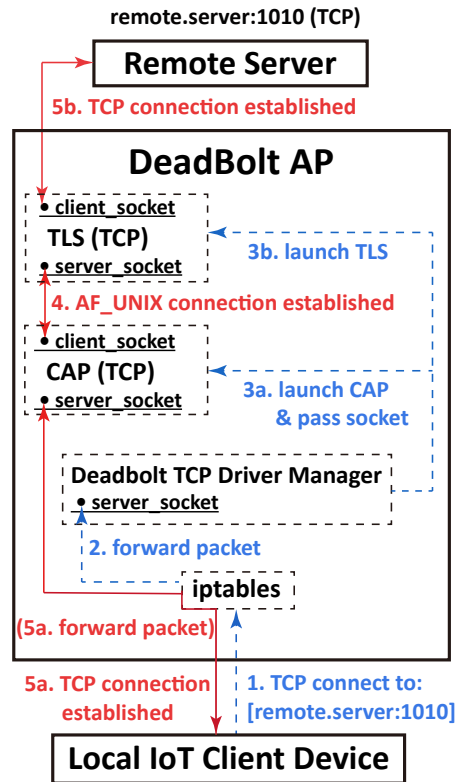 remote.server:1010 (TCP)
Remote Server
5b. TCP connection established
DeadBolt AP
client_socket
TLS (TCP)
server_socket
3b. launch TLS
4. AF_UNIX connection established
client_socket
CAP (TCP)
server_socket
3a. launch CAP
& pass socket
Deadbolt TCP Driver Manager
server_socket
2. forward packet
iptables
(5a. forward packet)
5a. TCP connection
established
1. TCP connect to:
[remote.server:1010]
Local IoT Client Device